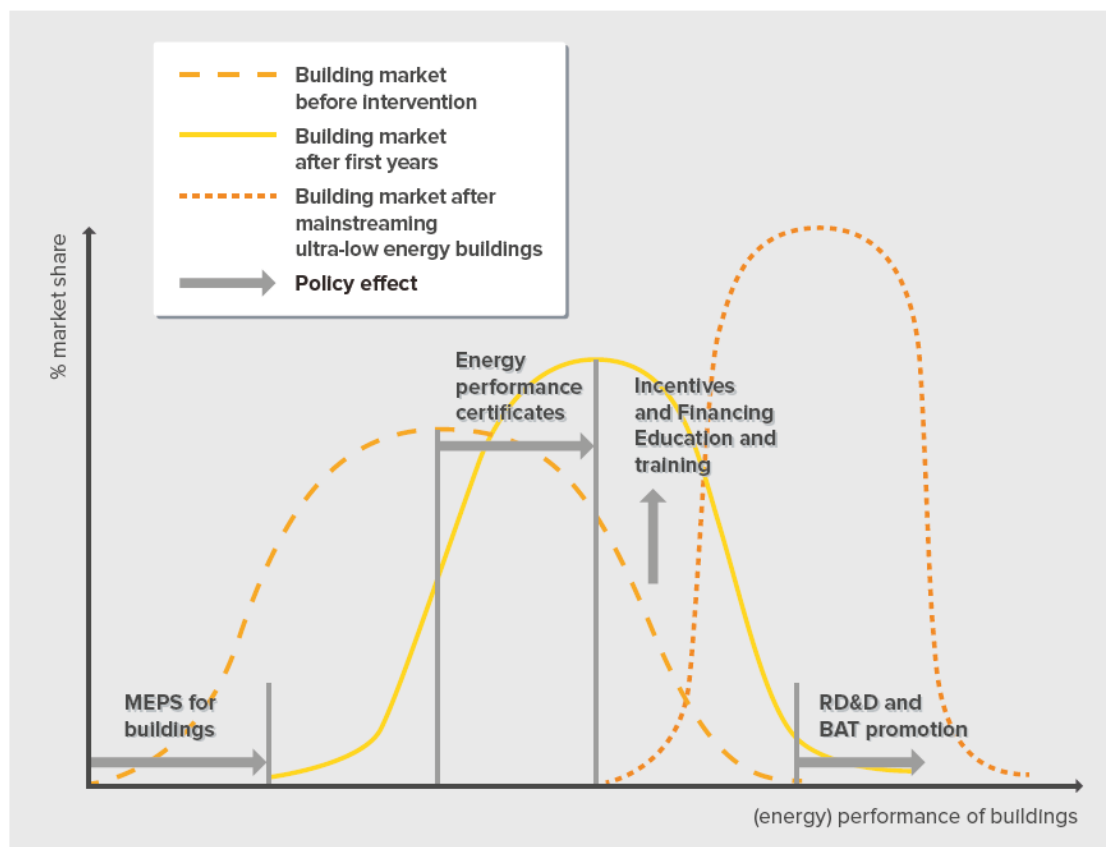 Building market
before intervention
Building market
after first years
Building market after
mainstreaming
ultra-low energy buildings
Policy effect
% market share
Energy
performance
certificates
Incentives
and Financing
Education and
training
MEPS for
buildings
RD&D and
BAT promotion
(energy) performance of buildings